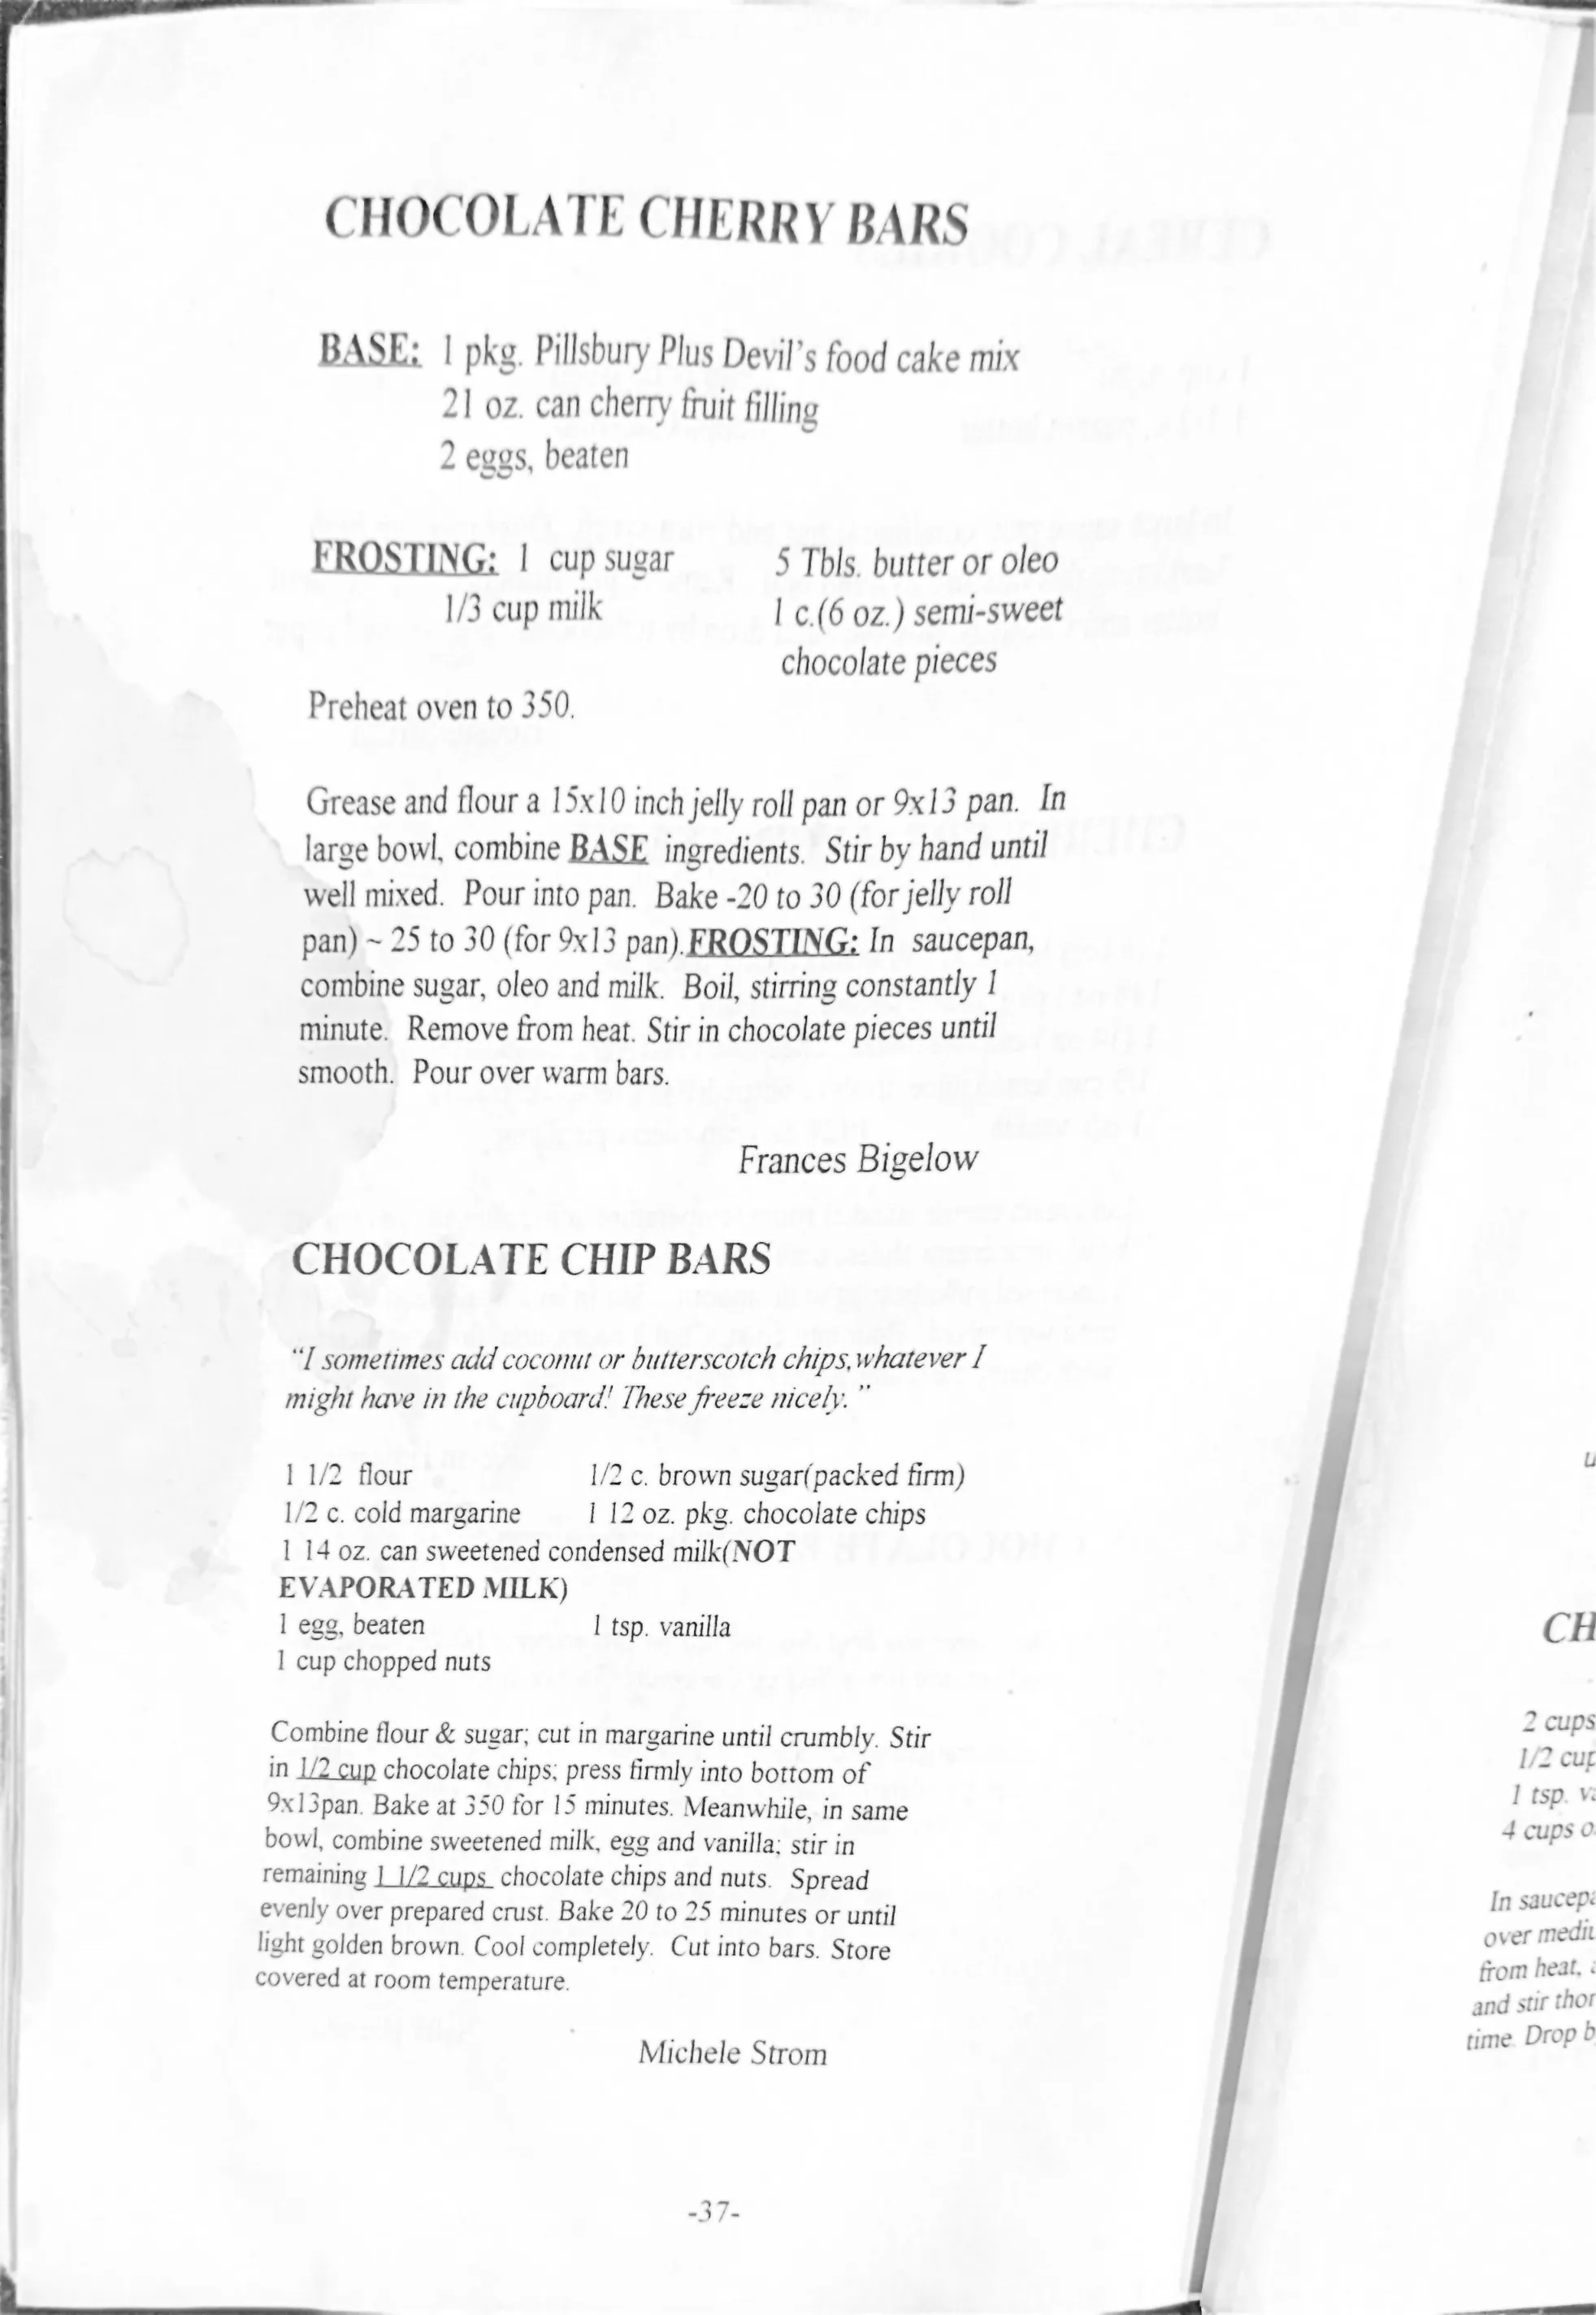 CHOCOLATE CHERRY BARS
BASE: 1 pkg. Pillsbury Plus Devil's food cake mix
21 oz. can cherry fruit filling
2 eggs, beaten
FROSTING: 1 cup sugar 5 Tbls. butter or oleo
1/3 cup milk 1 c.(6 oz.) semi-sweet
chocolate pieces
Preheat oven to 350.
Grease and flour a 15x10 inch jelly roll pan or 9x13 pan. In
large bowl, combine BASE ingredients. Stir by hand until
well mixed. Pour into pan. Bake -20 to 30 (for jelly roll
pan) ~ 25 to 30 (for 9x13 pan).FROSTING: In saucepan,
combine sugar, oleo and milk. Boil, stirring constantly 1
minute. Remove from heat. Stir in chocolate pieces until
smooth. Pour over warm bars.
Frances Bigelow
CHOCOLATE CHIP BARS
"I sometimes add coconut or butterscotch chips,whatever I
might have in the cupboard! These freeze nicely. "
1 1/2 flour 1/2 c. brown sugar(packed firm)
1/2 c. cold margarine 1 12 oz. pkg. chocolate chips
1 14 oz. can sweetened condensed milk(NOT
EVAPORATED MILK)
1 egg, beaten 1 tsp. vanilla
1 cup chopped nuts
Combine flour & sugar; cut in margarine until crumbly. Stir
in 1/2 cup chocolate chips; press firmly into bottom of
9x13pan. Bake at 350 for 15 minutes. Meanwhile, in same
bowl, combine sweetened milk, egg and vanilla; stir in
remaining 1 1/2 cups chocolate chips and nuts. Spread
evenly over prepared crust. Bake 20 to 25 minutes or until
light golden brown. Cool completely. Cut into bars. Store
covered at room temperature.
Michele Strom
-37-
CH
2 cups
1/2 cup
1 tsp.
4 cups
In
over
from heat,
and stir
time. Drop